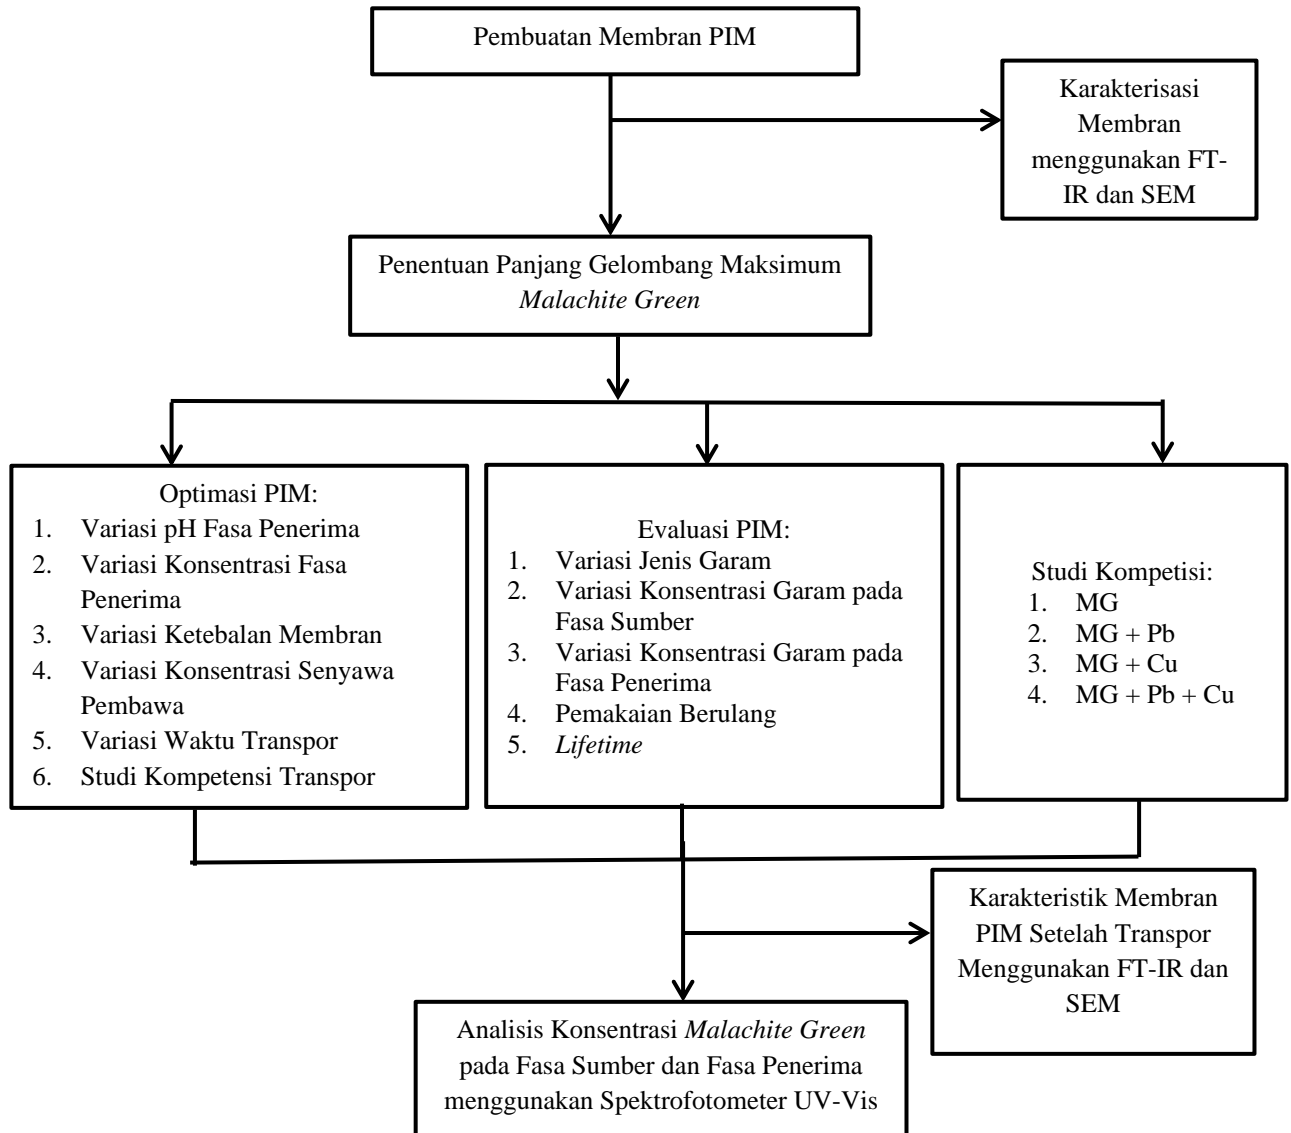 Pembuatan Membran PIM
Karakterisasi
Membran
menggunakan FT-
IR dan SEM
Penentuan Panjang Gelombang Maksimum
Malachite Green
Optimasi PIM:
1. Variasi pH Fasa Penerima
2. Variasi Konsentrasi Fasa
Penerima
3. Variasi Ketebalan Membran
4. Variasi Konsentrasi Senyawa
Pembawa
5. Variasi Waktu Transpor
6. Studi Kompetensi Transpor
Evaluasi PIM:
1. Variasi Jenis Garam
2. Variasi Konsentrasi Garam pada
Fasa Sumber
3. Variasi Konsentrasi Garam pada
Fasa Penerima
4. Pemakaian Berulang
5. Lifetime
Studi Kompetisi:
1. MG
2. MG + Pb
3. MG + Cu
4. MG + Pb + Cu
Karakteristik Membran
PIM Setelah Transpor
Menggunakan FT-IR dan
SEM
Analisis Konsentrasi Malachite Green
pada Fasa Sumber dan Fasa Penerima
menggunakan Spektrofotometer UV-Vis